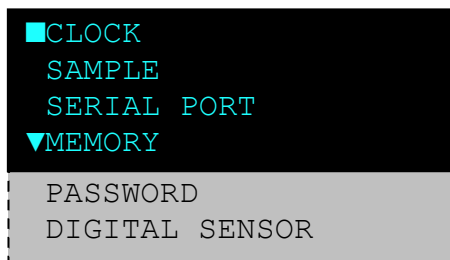 ■CLOCK
SAMPLE
SERIAL PORT
▼MEMORY
PASSWORD
DIGITAL SENSOR